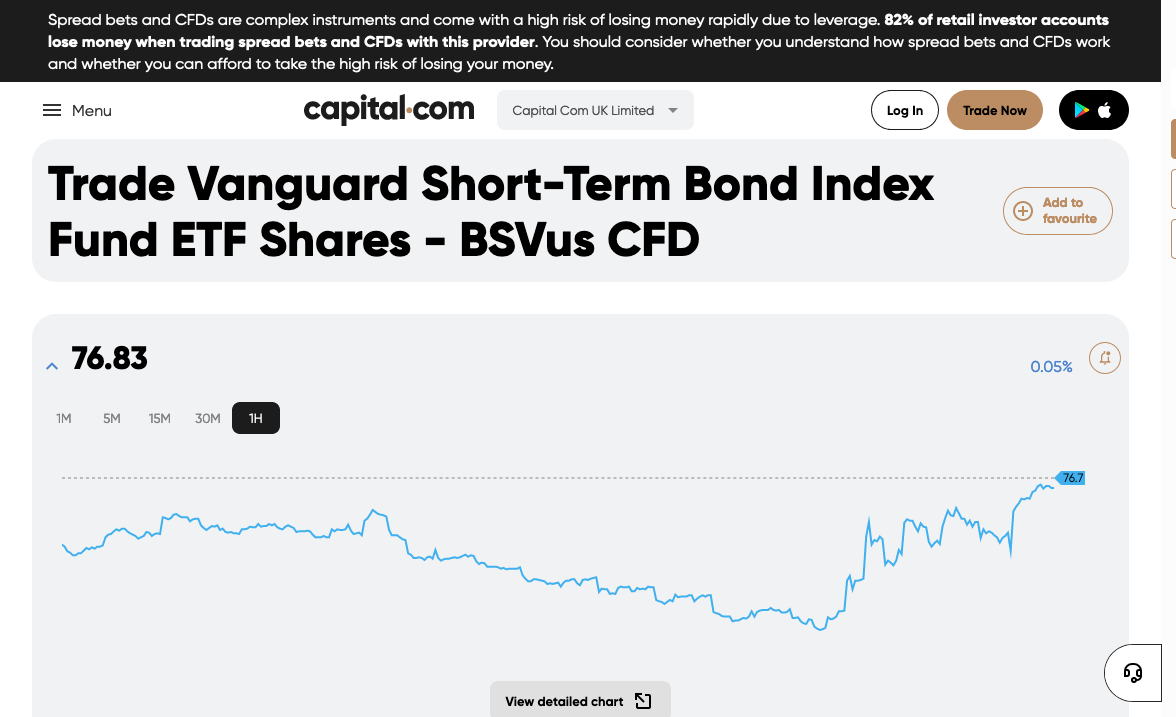 Spread bets and CFDs are complex instruments and come with a high risk of losing money rapidly due to leverage. 82% of retail investor accounts
lose money when trading spread bets and CFDs with this provider. You should consider whether you understand how spread bets and CFDs work
and whether you can afford to take the high risk of losing your money.
Menu
capital.com
Capital Com UK Limited
Log In
Trade Now
Trade Vanguard Short-Term Bond Index
Fund ETF Shares - BSVus CFD
Add to
favourite
76.83
0.05%
1M 5M 15M 30M 1H
76.7
View detailed chart